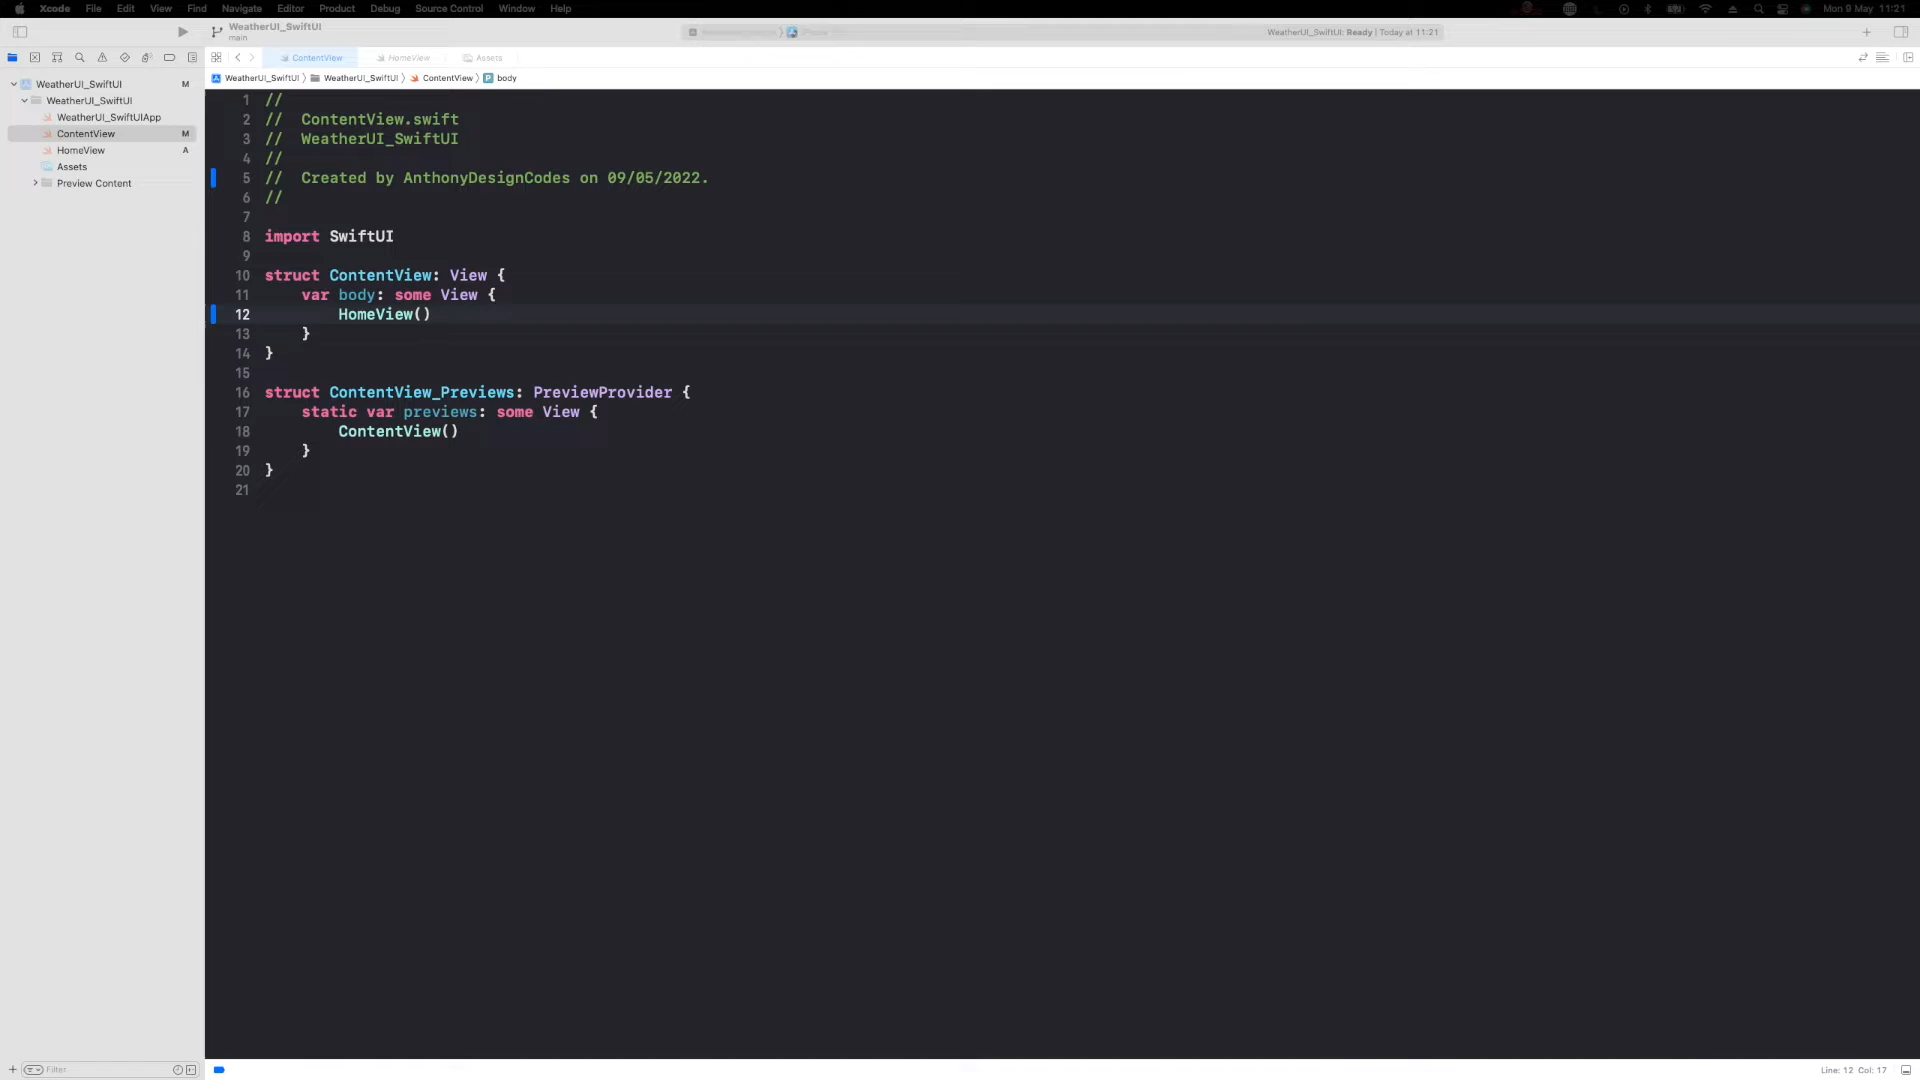 Xcode File Edit View Find Navigate Editor Product Debug Source Control Window Help Mon 9 May 11:21
WeatherUI_SwiftUI
main
WeatherUI_SwiftUI: Ready | Today at 11:21
ContentView HomeView Assets
WeatherUI_SwiftUI WeatherUI_SwiftUI ContentView P body
WeatherUI_SwiftUI M
WeatherUI_SwiftUI
WeatherUI_SwiftUIApp
ContentView M
HomeView A
Assets
Preview Content
1 //
2 //  ContentView.swift
3 //  WeatherUI_SwiftUI
4 //
5 //  Created by AnthonyDesignCodes on 09/05/2022.
6 //
7
8 import SwiftUI
9
10 struct ContentView: View {
11     var body: some View {
12         HomeView()
13     }
14 }
15
16 struct ContentView_Previews: PreviewProvider {
17     static var previews: some View {
18         ContentView()
19     }
20 }
21
Filter
Line: 12 Col: 17